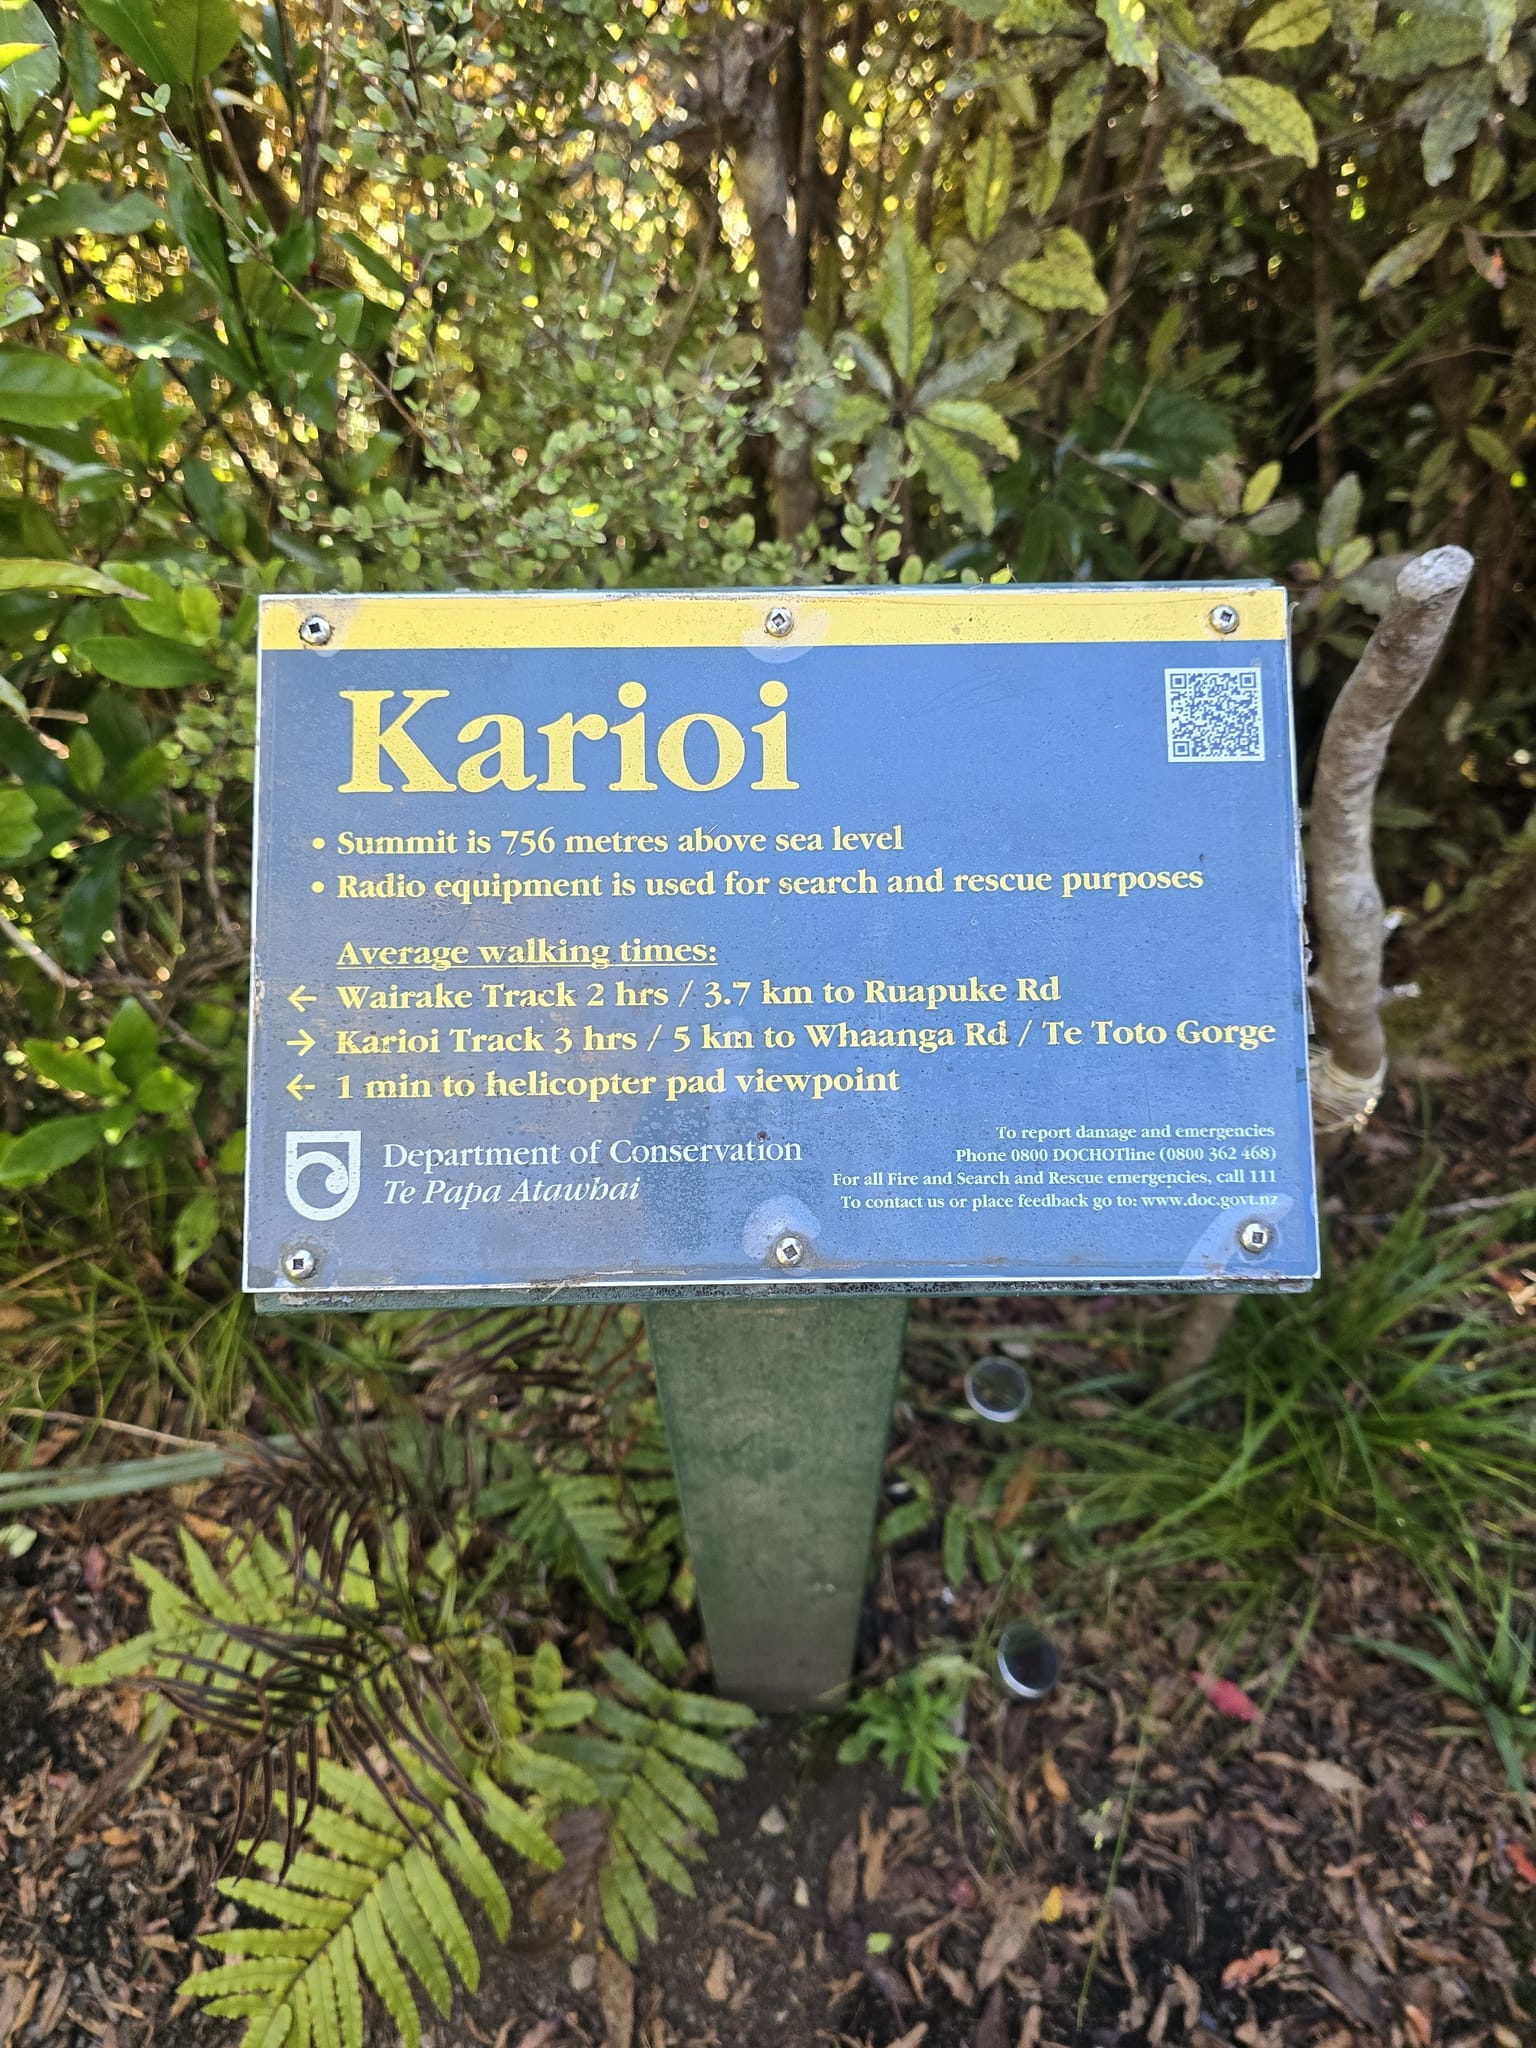 Karioi
• Summit is 756 metres above sea level
• Radio equipment is used for search and rescue purposes
Average walking times:
← Wairake Track 2 hrs / 3.7 km to Ruapuke Rd
→ Karioi Track 3 hrs / 5 km to Whaanga Rd / Te Toto Gorge
← 1 min to helicopter pad viewpoint
Department of Conservation
Te Papa Atawhai
To report damage and emergencies
Phone 0800 DOCHOTline (0800 362 468)
For all Fire and Search and Rescue emergencies, call 111
To contact us or place feedback go to: www.doc.govt.nz